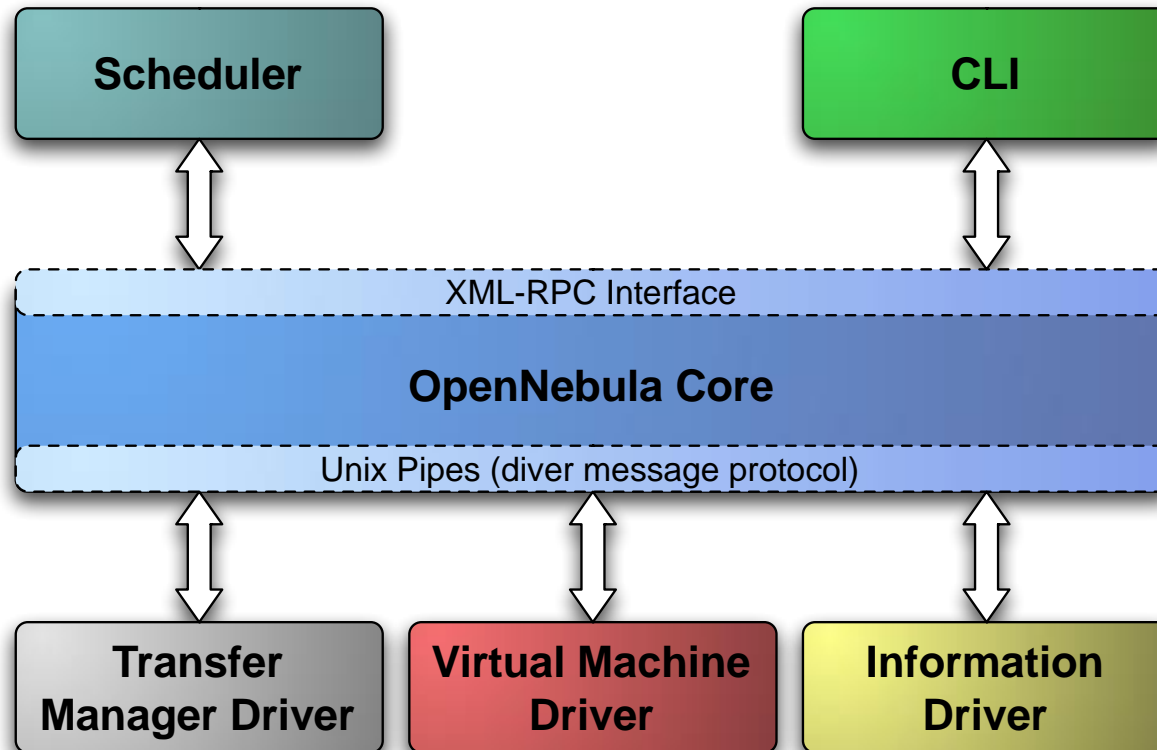 Scheduler
CLI
XML-RPC Interface
OpenNebula Core
Unix Pipes (diver message protocol)
Transfer
Manager Driver
Virtual Machine
Driver
Information
Driver